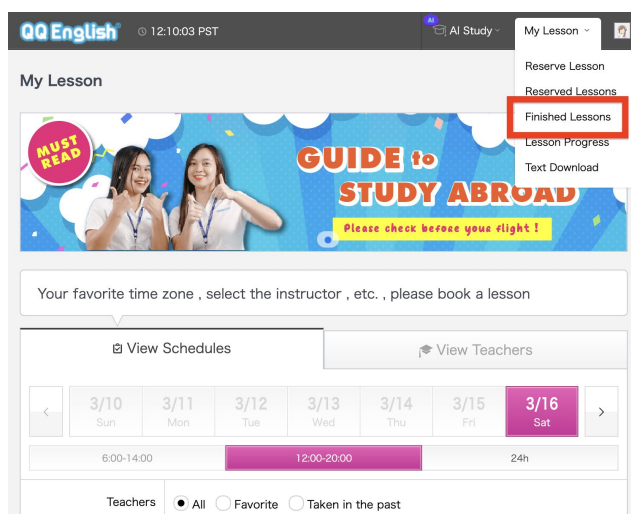 QQ English
12:10:03 PST
AI
AI Study
My Lesson
Reserve Lesson
Reserved Lessons
Finished Lessons
Lesson Progress
Text Download
My Lesson
MUST
READ
GUIDE to
STUDY ABROAD
Please check before your flight !
Your favorite time zone , select the instructor , etc. , please book a lesson
View Schedules
View Teachers
3/10 3/11 3/12 3/13 3/14 3/15 3/16
Sun Mon Tue Wed Thu Fri Sat
6:00-14:00 12:00-20:00 24h
Teachers All Favorite Taken in the past